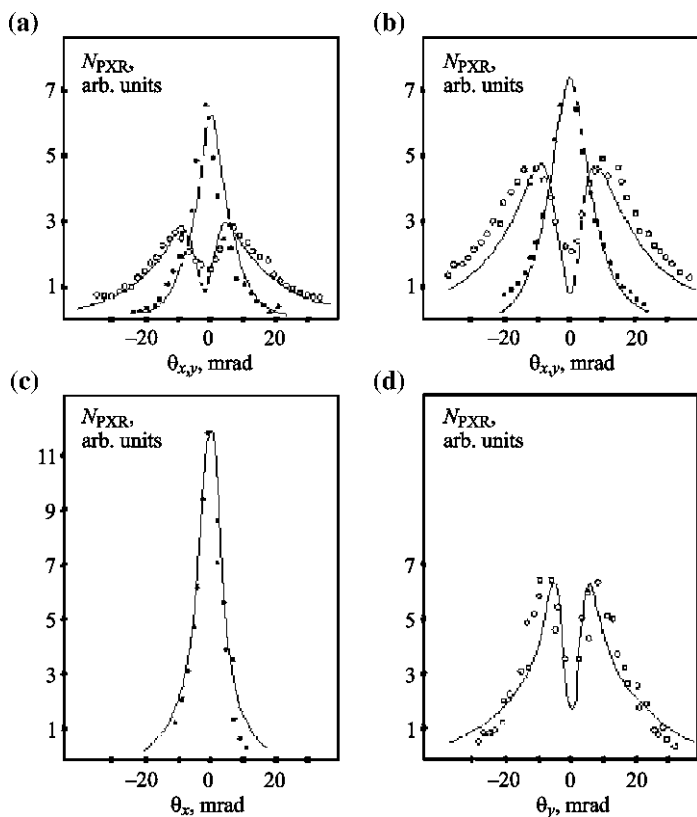 (a)
N_PXR,
arb. units
7
5
3
1
−20 0 20
θ_x,y, mrad
(b)
N_PXR,
arb. units
7
5
3
1
−20 0 20
θ_x,y, mrad
(c)
N_PXR,
arb. units
11
9
7
5
3
1
−20 0 20
θ_x, mrad
(d)
N_PXR,
arb. units
7
5
3
1
−20 0 20
θ_y, mrad